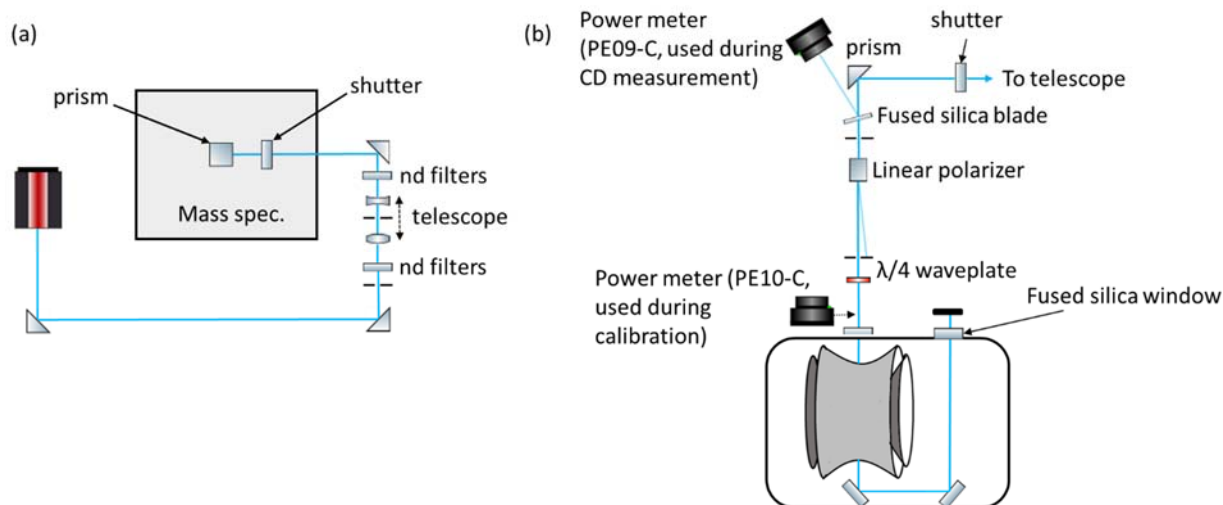 (a)
prism
shutter
nd filters
Mass spec.
telescope
nd filters
(b)
Power meter
(PE09-C, used during
CD measurement)
prism
shutter
To telescope
Fused silica blade
Linear polarizer
λ/4 waveplate
Power meter (PE10-C,
used during
calibration)
Fused silica window